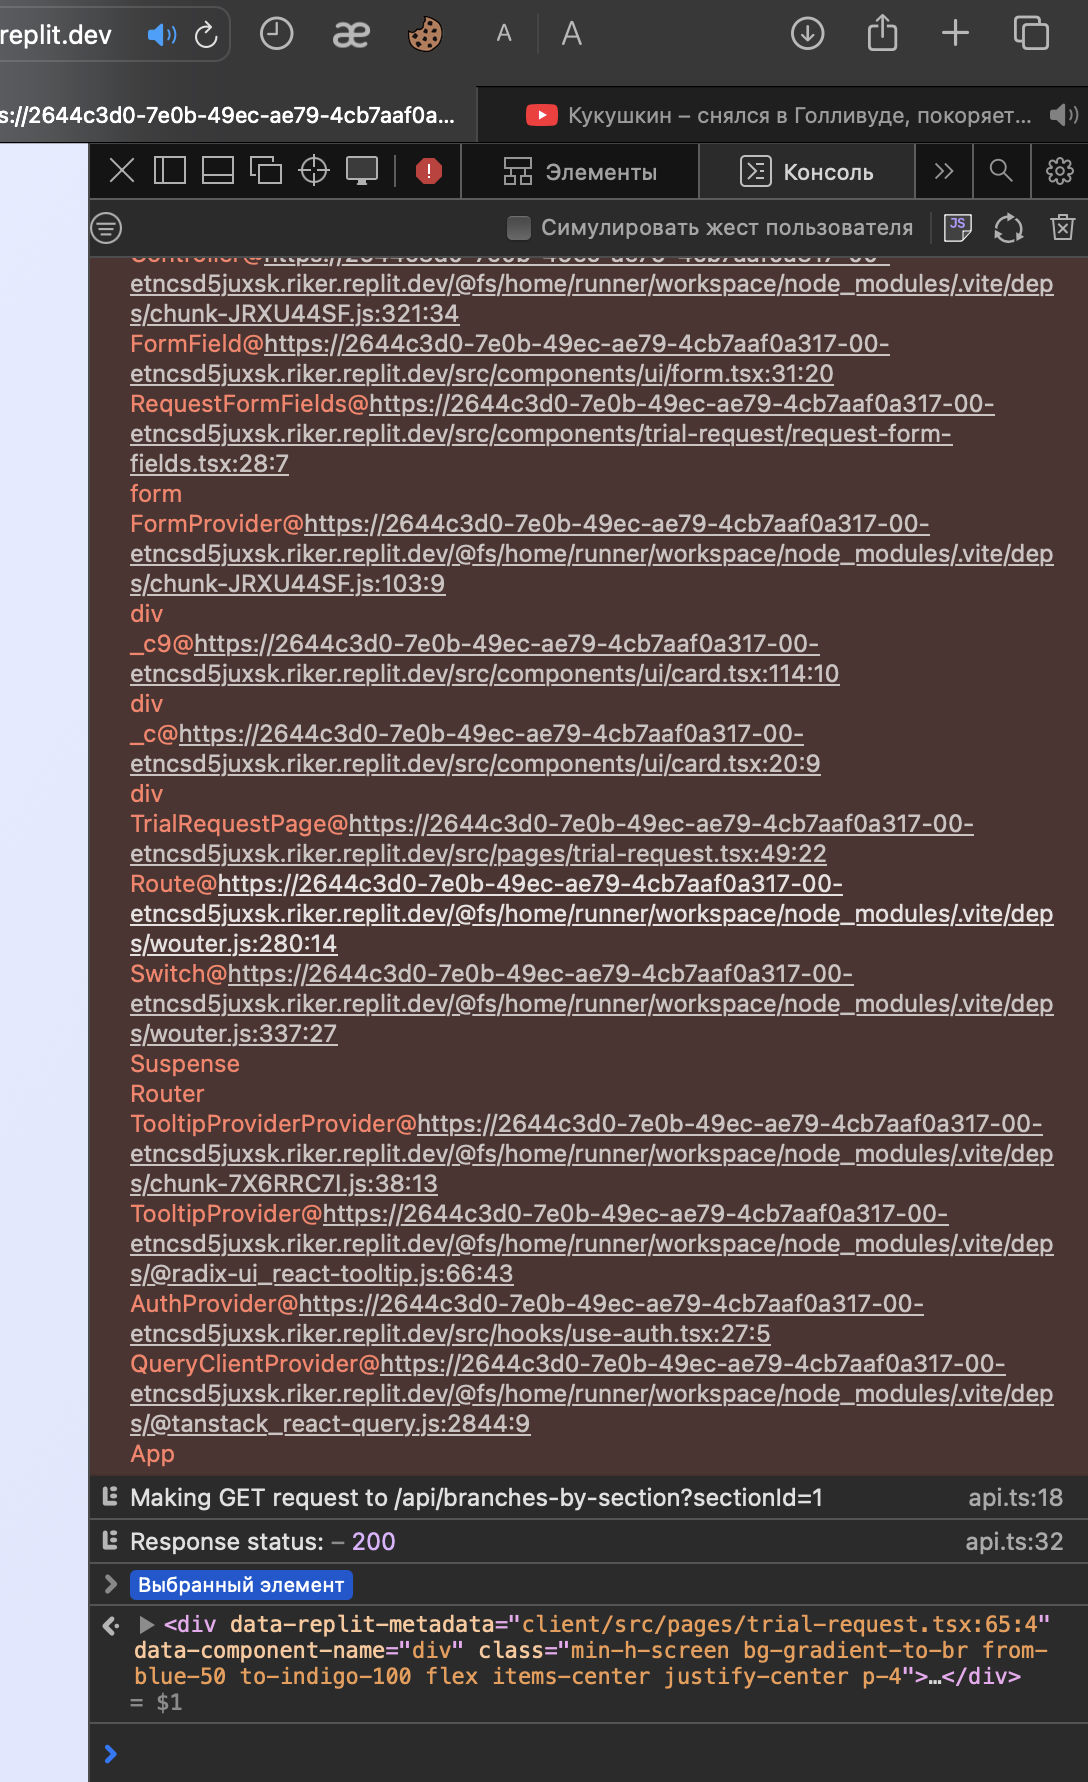 replit.dev
æ
A
A
s://2644c3d0-7e0b-49ec-ae79-4cb7aaf0a...
Кукушкин – снялся в Голливуде, покоряет...
Элементы
Консоль
Симулировать жест пользователя
JS
Controller@https://2644c3d0-7e0b-49ec-ae79-4cb7aaf0a317-00-
etncsd5juxsk.riker.replit.dev/@fs/home/runner/workspace/node_modules/.vite/dep
s/chunk-JRXU44SF.js:321:34
FormField@https://2644c3d0-7e0b-49ec-ae79-4cb7aaf0a317-00-
etncsd5juxsk.riker.replit.dev/src/components/ui/form.tsx:31:20
RequestFormFields@https://2644c3d0-7e0b-49ec-ae79-4cb7aaf0a317-00-
etncsd5juxsk.riker.replit.dev/src/components/trial-request/request-form-
fields.tsx:28:7
form
FormProvider@https://2644c3d0-7e0b-49ec-ae79-4cb7aaf0a317-00-
etncsd5juxsk.riker.replit.dev/@fs/home/runner/workspace/node_modules/.vite/dep
s/chunk-JRXU44SF.js:103:9
div
_c9@https://2644c3d0-7e0b-49ec-ae79-4cb7aaf0a317-00-
etncsd5juxsk.riker.replit.dev/src/components/ui/card.tsx:114:10
div
_c@https://2644c3d0-7e0b-49ec-ae79-4cb7aaf0a317-00-
etncsd5juxsk.riker.replit.dev/src/components/ui/card.tsx:20:9
div
TrialRequestPage@https://2644c3d0-7e0b-49ec-ae79-4cb7aaf0a317-00-
etncsd5juxsk.riker.replit.dev/src/pages/trial-request.tsx:49:22
Route@https://2644c3d0-7e0b-49ec-ae79-4cb7aaf0a317-00-
etncsd5juxsk.riker.replit.dev/@fs/home/runner/workspace/node_modules/.vite/dep
s/wouter.js:280:14
Switch@https://2644c3d0-7e0b-49ec-ae79-4cb7aaf0a317-00-
etncsd5juxsk.riker.replit.dev/@fs/home/runner/workspace/node_modules/.vite/dep
s/wouter.js:337:27
Suspense
Router
TooltipProviderProvider@https://2644c3d0-7e0b-49ec-ae79-4cb7aaf0a317-00-
etncsd5juxsk.riker.replit.dev/@fs/home/runner/workspace/node_modules/.vite/dep
s/chunk-7X6RRC7I.js:38:13
TooltipProvider@https://2644c3d0-7e0b-49ec-ae79-4cb7aaf0a317-00-
etncsd5juxsk.riker.replit.dev/@fs/home/runner/workspace/node_modules/.vite/dep
s/@radix-ui_react-tooltip.js:66:43
AuthProvider@https://2644c3d0-7e0b-49ec-ae79-4cb7aaf0a317-00-
etncsd5juxsk.riker.replit.dev/src/hooks/use-auth.tsx:27:5
QueryClientProvider@https://2644c3d0-7e0b-49ec-ae79-4cb7aaf0a317-00-
etncsd5juxsk.riker.replit.dev/@fs/home/runner/workspace/node_modules/.vite/dep
s/@tanstack_react-query.js:2844:9
App
Making GET request to /api/branches-by-section?sectionId=1 api.ts:18
Response status: – 200 api.ts:32
Выбранный элемент
<div data-replit-metadata="client/src/pages/trial-request.tsx:65:4"
data-component-name="div" class="min-h-screen bg-gradient-to-br from-
blue-50 to-indigo-100 flex items-center justify-center p-4">…</div>
= $1